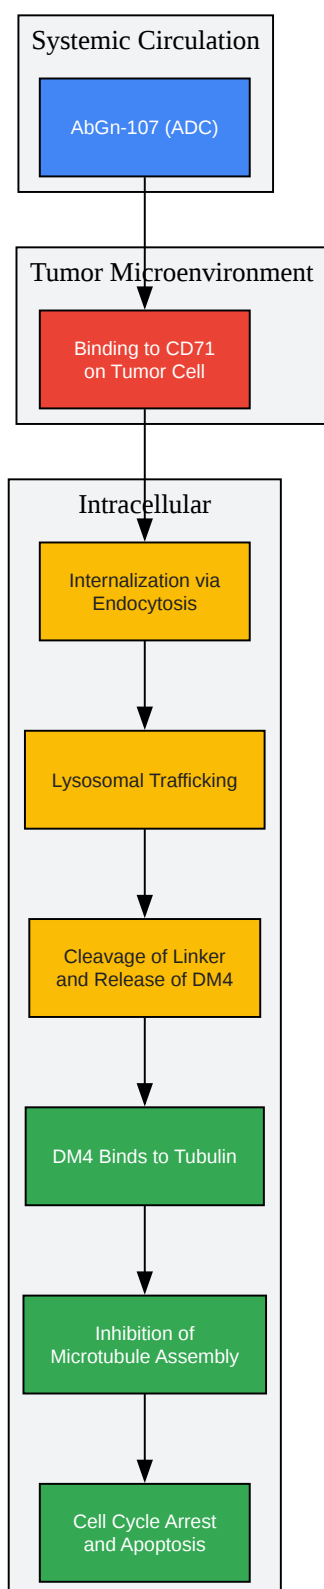 Systemic Circulation
AbGn-107 (ADC)
Tumor Microenvironment
Binding to CD71
on Tumor Cell
Intracellular
Internalization via
Endocytosis
Lysosomal Trafficking
Cleavage of Linker
and Release of DM4
DM4 Binds to Tubulin
Inhibition of
Microtubule Assembly
Cell Cycle Arrest
and Apoptosis